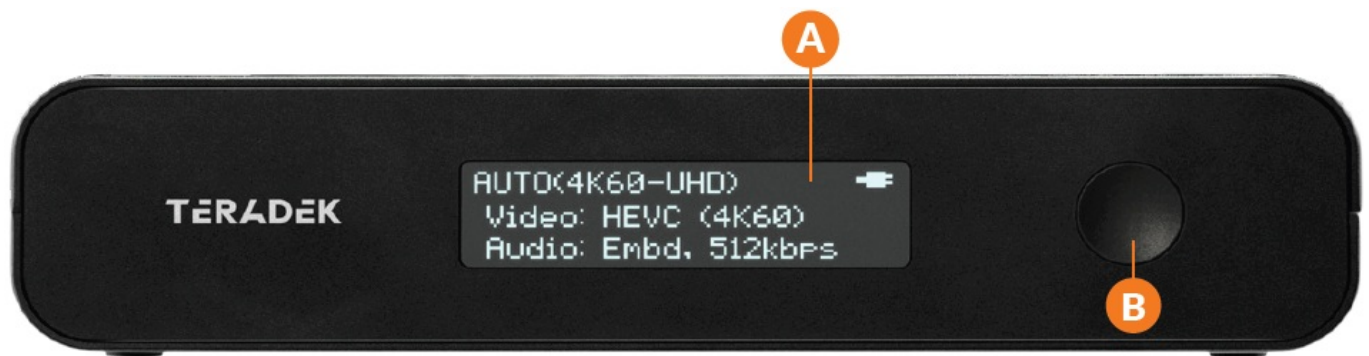 A
TERADEK
AUTO(4K60-UHD)
Video: HEVC (4K60)
Audio: Embd, 512kbps
B